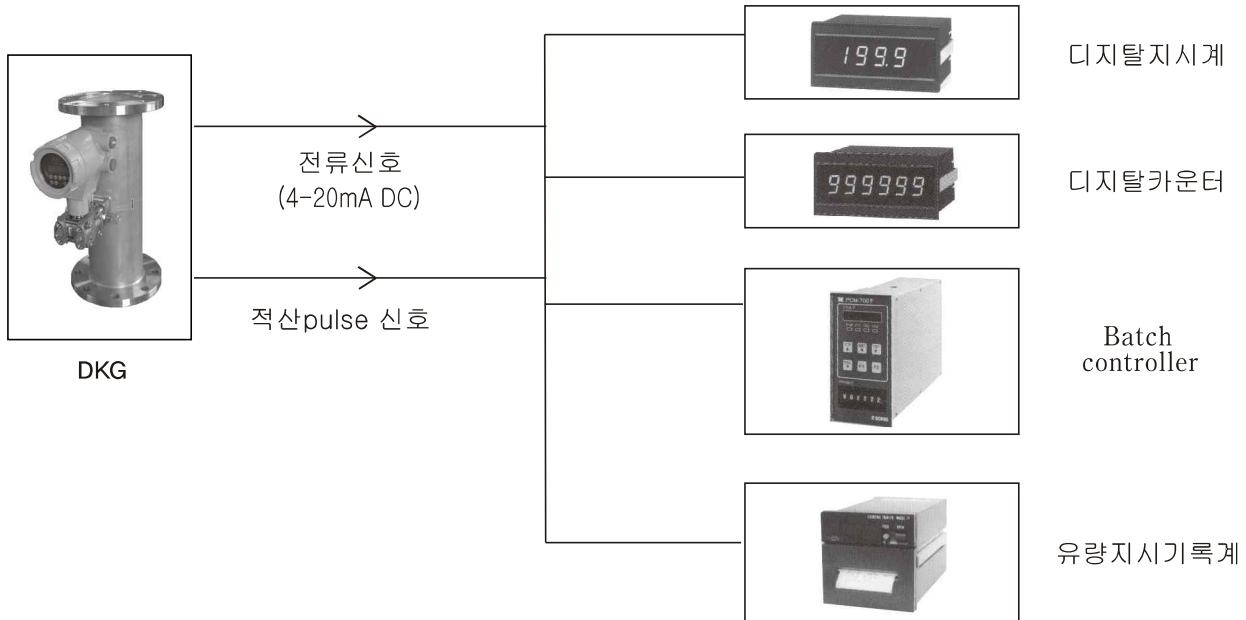 199.9
디지탈지시계
전류신호
(4-20mA DC)
999999
디지탈카운터
적산pulse 신호
DKG
PCM-700F
Batch
controller
유량지시기록계